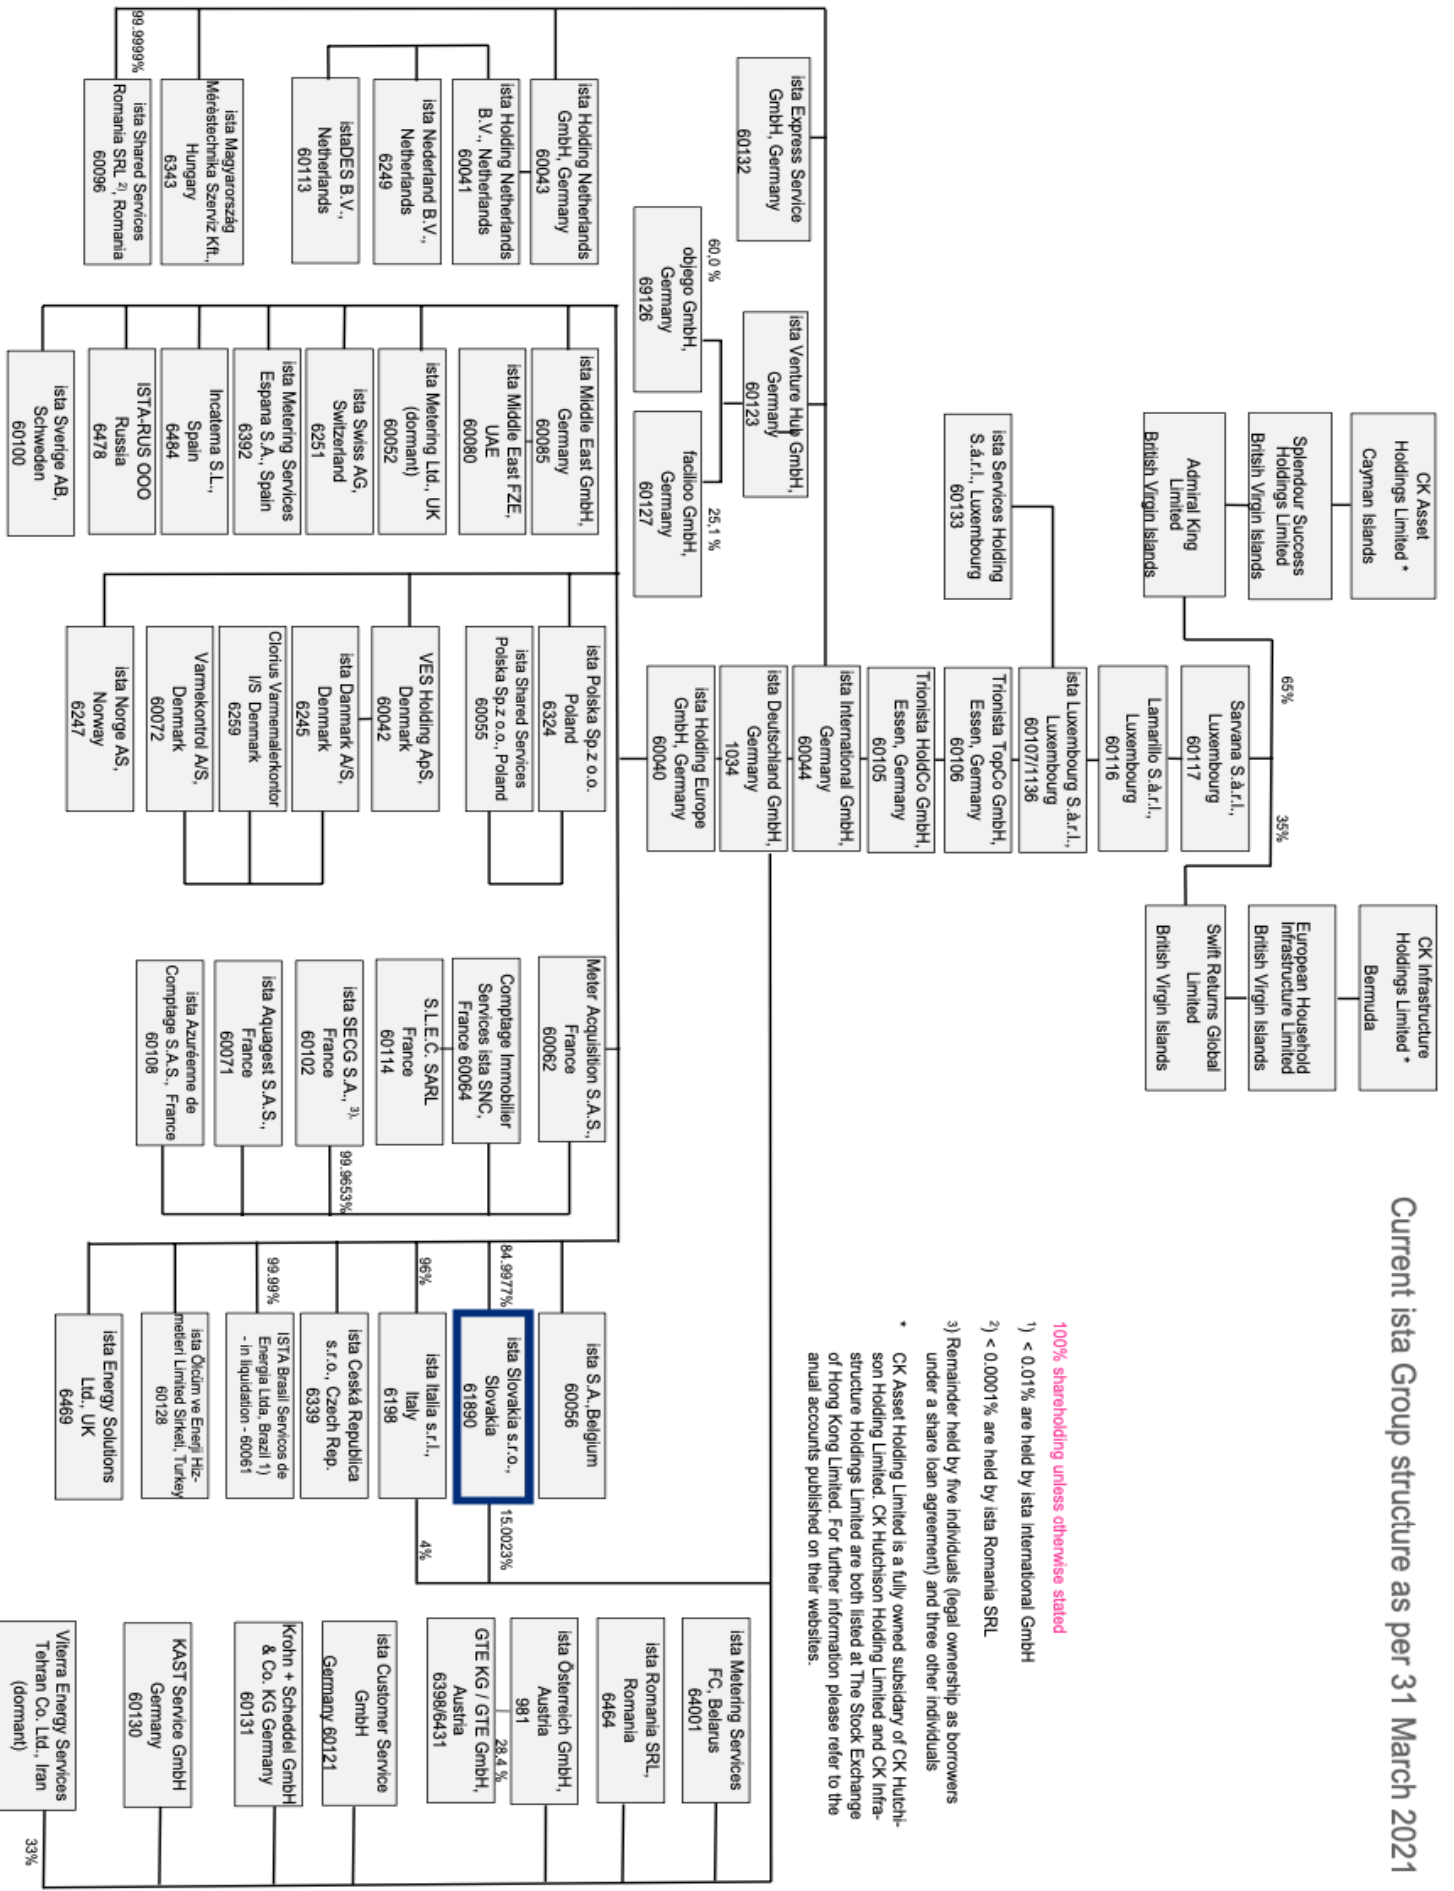 Current ista Group structure as per 31 March 2021
CK Asset
Holdings Limited *
Cayman Islands
Splendour Success
Holdings Limited
Britsih Virgin Islands
Admiral King
Limited
British Virgin Islands
CK Infrastructure
Holdings Limited *
Bermuda
European Household
Infrastructure Limited
British Virgin Islands
Swift Returns Global
Limited
British Virgin Islands
65%
35%
Sarvana S.à.r.l.,
Luxembourg
60117
Lamarillo S.à.r.l.,
Luxembourg
60116
ista Luxembourg S.à.r.l.,
Luxembourg
60107/1136
ista Services Holding
S.á.r.l., Luxembourg
60133
Trionista TopCo GmbH,
Essen, Germany
60106
Trionista HoldCo GmbH,
Essen, Germany
60105
ista International GmbH,
Germany
60044
ista Deutschland GmbH,
Germany
1034
ista Holding Europe
GmbH, Germany
60040
100% shareholding unless otherwise stated
1) < 0.01% are held by ista International GmbH
2) < 0.0001% are held by ista Romania SRL
3) Remainder held by five individuals (legal ownership as borrowers
under a share loan agreement) and three other individuals
* CK Asset Holding Limited is a fully owned subsidary of CK Hutchi-
son Holding Limited. CK Hutchison Holding Limited and CK Infra-
structure Holdings Limited are both listed at The Stock Exchange
of Hong Kong Limited. For further information please refer to the
anual accounts published on their websites.
ista Express Service
GmbH, Germany
60132
ista Venture Hub GmbH,
Germany
60123
60,0 %
objego GmbH,
Germany
69126
25,1 %
facilioo GmbH,
Germany
60127
ista Holding Netherlands
GmbH, Germany
60043
ista Holding Netherlands
B.V., Netherlands
60041
ista Nederland B.V.,
Netherlands
6249
istaDES B.V.,
Netherlands
60113
ista Magyarország
Méréstechnika Szerviz Kft.,
Hungary
6343
99.9999%
ista Shared Services
Romania SRL 2), Romania
60096
ista Middle East GmbH,
Germany
60085
ista Middle East FZE,
UAE
60080
ista Metering Ltd., UK
(dormant)
60052
ista Swiss AG,
Switzerland
6251
ista Metering Services
Espana S.A., Spain
6392
Incatema S.L.,
Spain
6484
ISTA-RUS OOO
Russia
6478
ista Sverige AB,
Schweden
60100
ista Polska Sp.z o.o.
Poland
6324
ista Shared Services
Polska Sp.z o.o., Poland
60055
VES Holding ApS,
Denmark
60042
ista Danmark A/S,
Denmark
6245
Clorius Varmemalerkontor
I/S Denmark
6259
Varmekontrol A/S,
Denmark
60072
ista Norge AS,
Norway
6247
Meter Acquisition S.A.S.,
France
60062
Comptage Immobilier
Services ista SNC,
France 60064
S.L.E.C. SARL
France
60114
ista SECG S.A., 3),
France
60102
99.9653%
ista Aquagest S.A.S.,
France
60071
ista Azuréenne de
Comptage S.A.S., France
60108
ista S.A.,Belgium
60056
84.9977%
ista Slovakia s.r.o.,
Slovakia
61890
15.0023%
96%
ista Italia s.r.l.,
Italy
6198
4%
ista Ceská Republica
s.r.o., Czech Rep.
6339
99.99%
ISTA Brasil Servicos de
Energia Ltda, Brazil 1)
- in liquidation - 60061
ista Ölcüm ve Enerji Hiz-
metleri Limited Sirketi, Turkey
60128
ista Energy Solutions
Ltd., UK
6469
ista Metering Services
FC, Belarus
64001
ista Romania SRL,
Romania
6464
ista Österreich GmbH,
Austria
981
28.4 %
GTE KG / GTE GmbH,
Austria
6398/6431
ista Customer Service
GmbH
Germany 60121
Krohn + Scheddel GmbH
& Co. KG Germany
60131
KAST Service GmbH
Germany
60130
Viterra Energy Services
Tehran Co. Ltd., Iran
(dormant)
33%